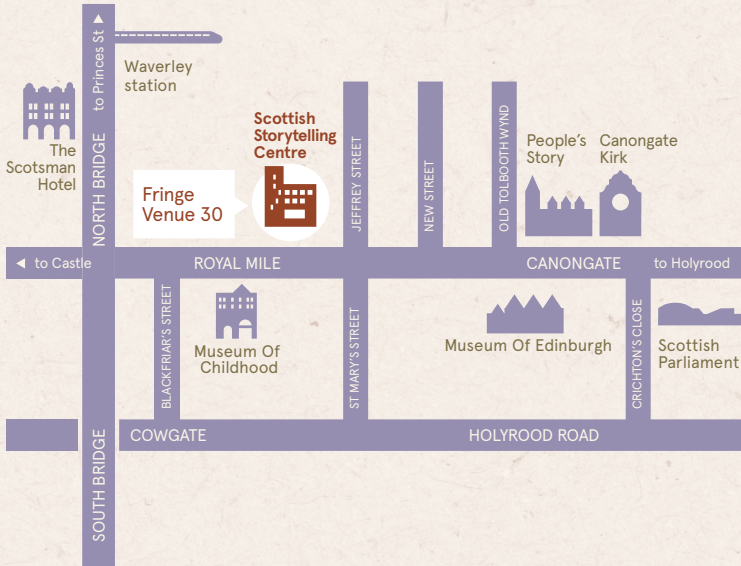 to Princes St
NORTH BRIDGE
Waverley
station
The
Scotsman
Hotel
Scottish
Storytelling
Centre
Fringe
Venue 30
JEFFREY STREET
NEW STREET
OLD TOLBOOTH WYND
People's
Story
Canongate
Kirk
to Castle
ROYAL MILE
CANONGATE
to Holyrood
BLACKFRIAR'S STREET
Museum Of
Childhood
ST MARY'S STREET
Museum Of Edinburgh
CRICHTON'S CLOSE
Scottish
Parliament
COWGATE
HOLYROOD ROAD
SOUTH BRIDGE